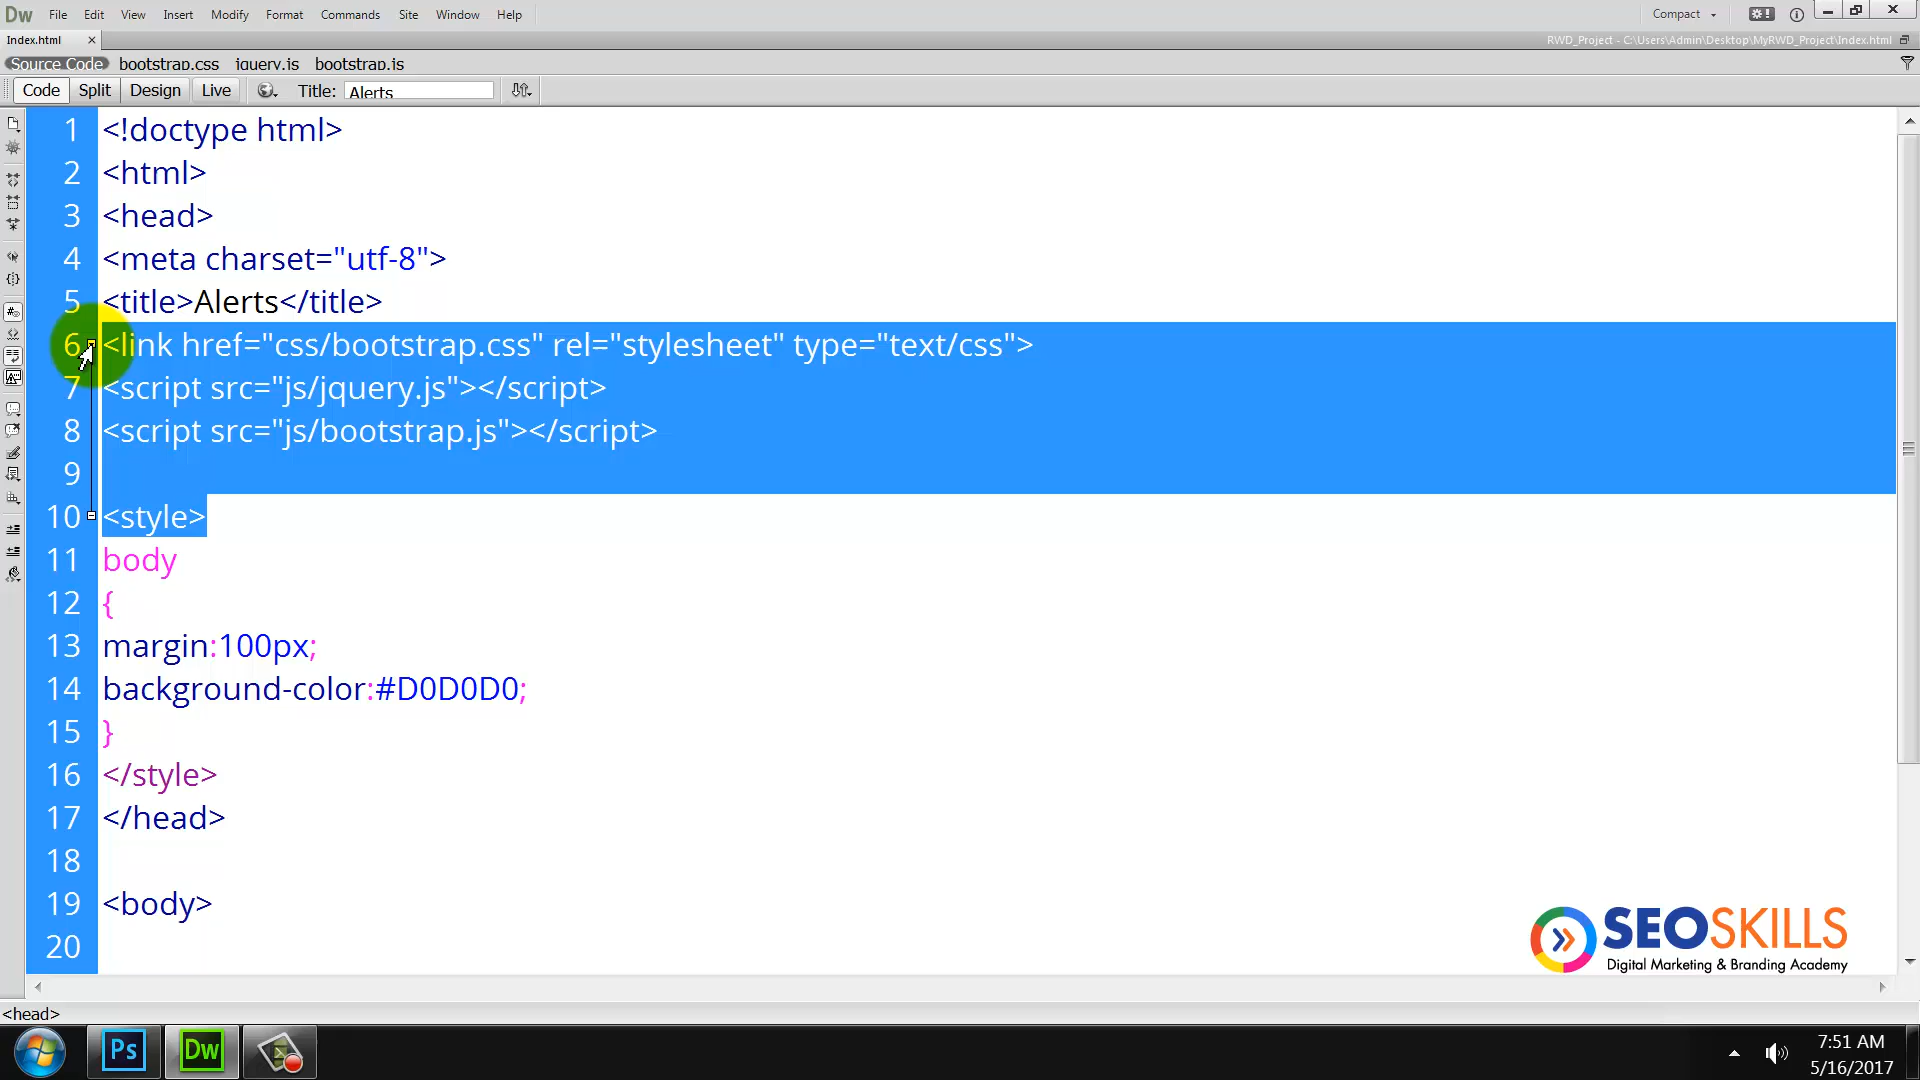 Dw File Edit View Insert Modify Format Commands Site Window Help Compact
Index.html × RWD_Project - C:\Users\Admin\Desktop\MyRWD_Project\Index.html
Source Code bootstrap.css jquery.js bootstrap.js
Code Split Design Live Title: Alerts
1 <!doctype html>
2 <html>
3 <head>
4 <meta charset="utf-8">
5 <title>Alerts</title>
6 <link href="css/bootstrap.css" rel="stylesheet" type="text/css">
7 <script src="js/jquery.js"></script>
8 <script src="js/bootstrap.js"></script>
9
10 <style>
11 body
12 {
13 margin:100px;
14 background-color:#D0D0D0;
15 }
16 </style>
17 </head>
18
19 <body>
20
SEOSKILLS
Digital Marketing & Branding Academy
<head>
Ps Dw 7:51 AM
5/16/2017